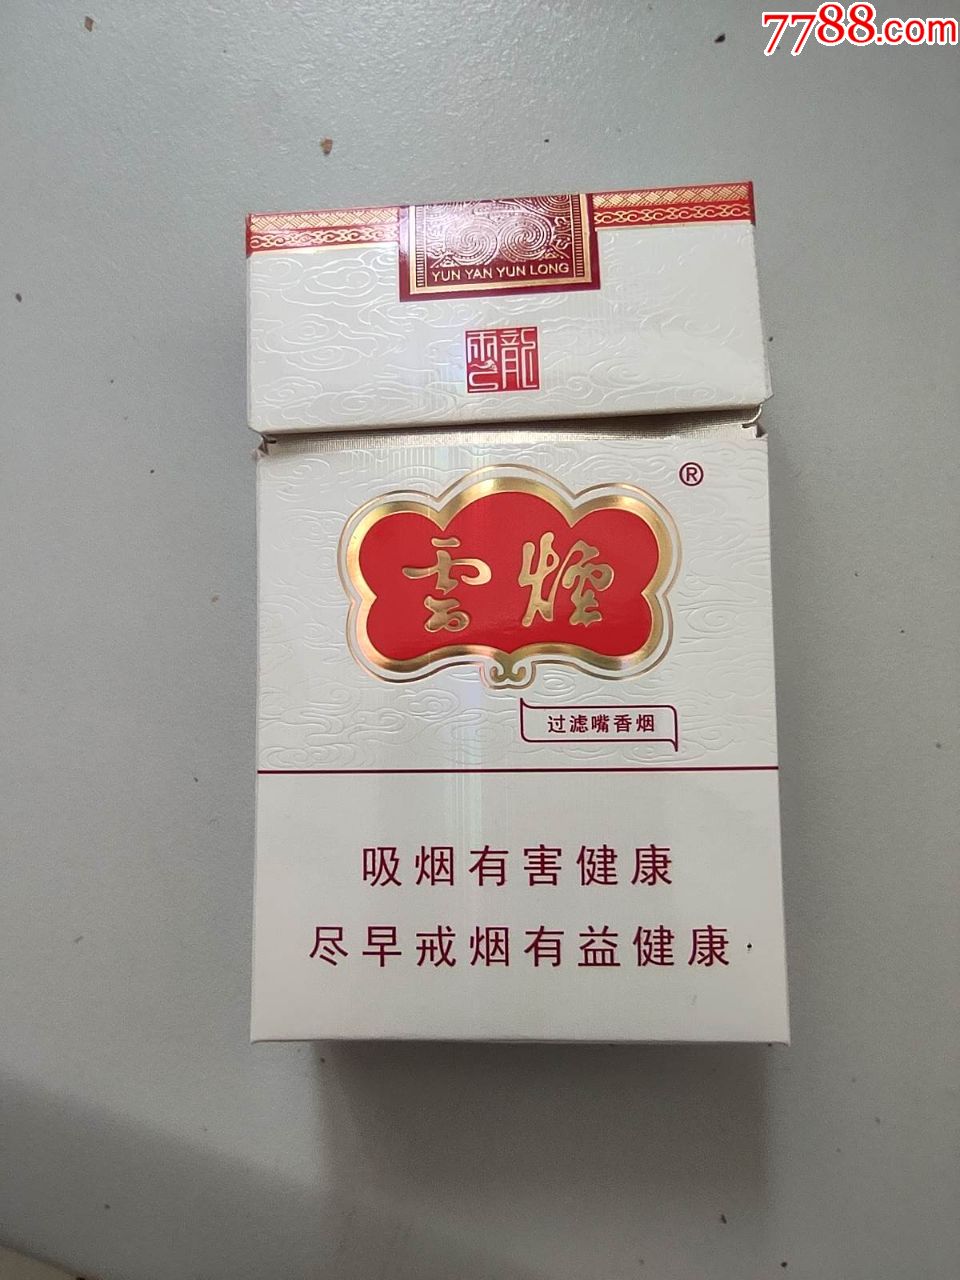 7788.com
YUN YAN YUN LONG
雲龍
®
雲煙
过滤嘴香烟
吸烟有害健康
尽早戒烟有益健康